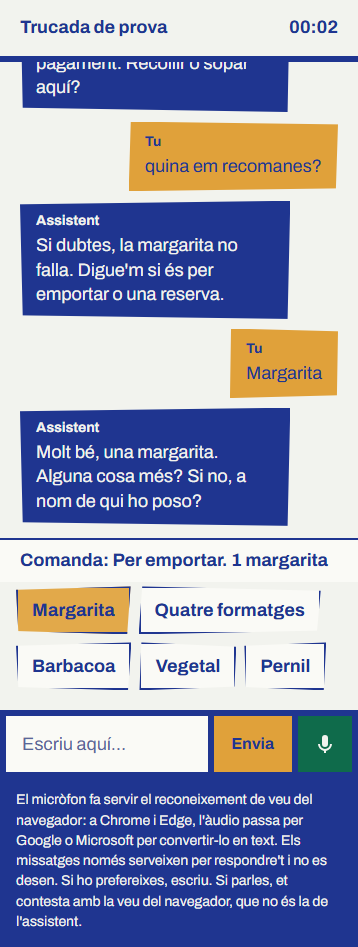 Trucada de prova 00:02
pagament. Recollir o sopar
aquí?
Tu
quina em recomanes?
Assistent
Si dubtes, la margarita no
falla. Digue'm si és per
emportar o una reserva.
Tu
Margarita
Assistent
Molt bé, una margarita.
Alguna cosa més? Si no, a
nom de qui ho poso?
Comanda: Per emportar. 1 margarita
Margarita Quatre formatges
Barbacoa Vegetal Pernil
Escriu aquí... Envia
El micròfon fa servir el reconeixement de veu del
navegador: a Chrome i Edge, l'àudio passa per
Google o Microsoft per convertir-lo en text. Els
missatges només serveixen per respondre't i no es
desen. Si ho prefereixes, escriu. Si parles, et
contesta amb la veu del navegador, que no és la de
l'assistent.